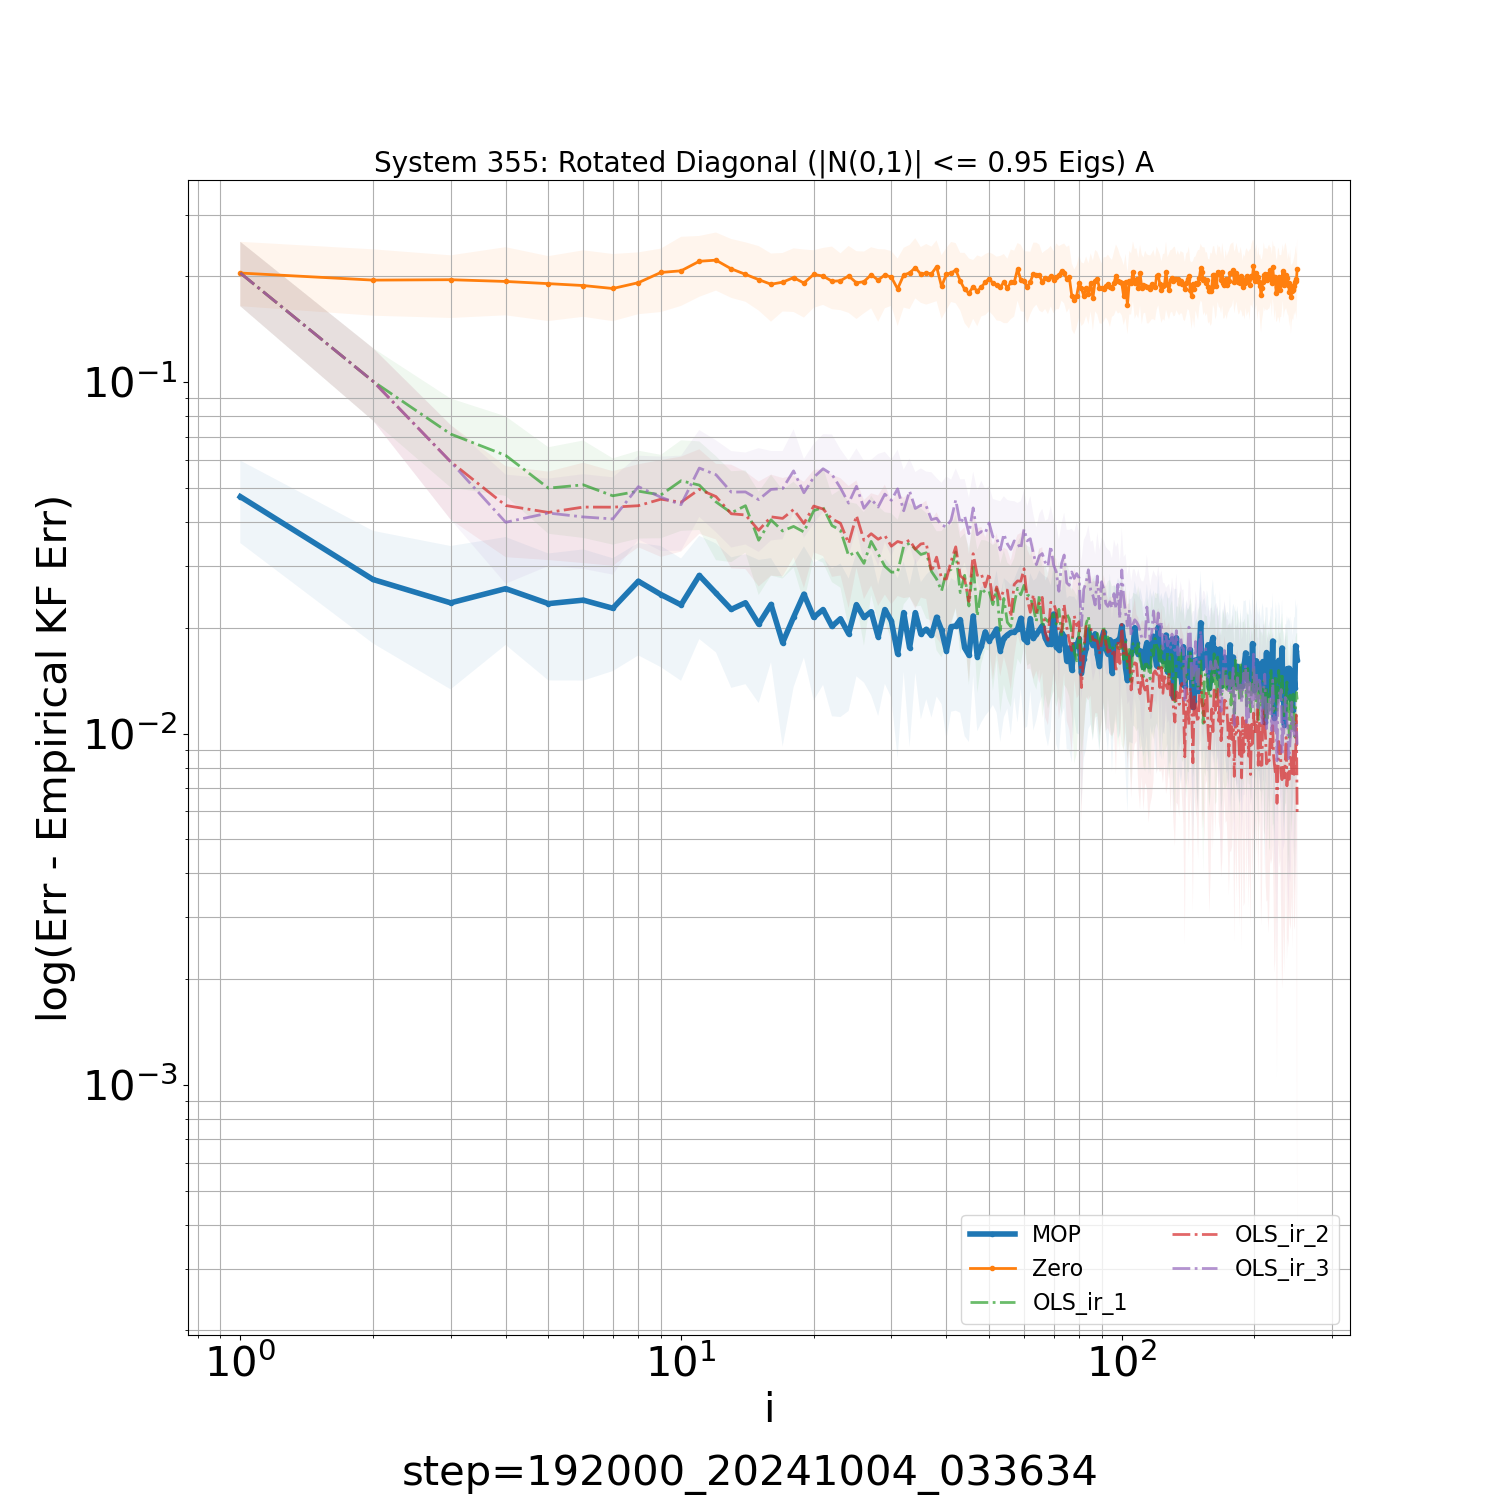 System 355: Rotated Diagonal (|N(0,1)| <= 0.95 Eigs) A
log(Err - Empirical KF Err)
10⁻¹
10⁻²
10⁻³
10⁰
10¹
10²
MOP
Zero
OLS_ir_1
OLS_ir_2
OLS_ir_3
i
step=192000_20241004_033634